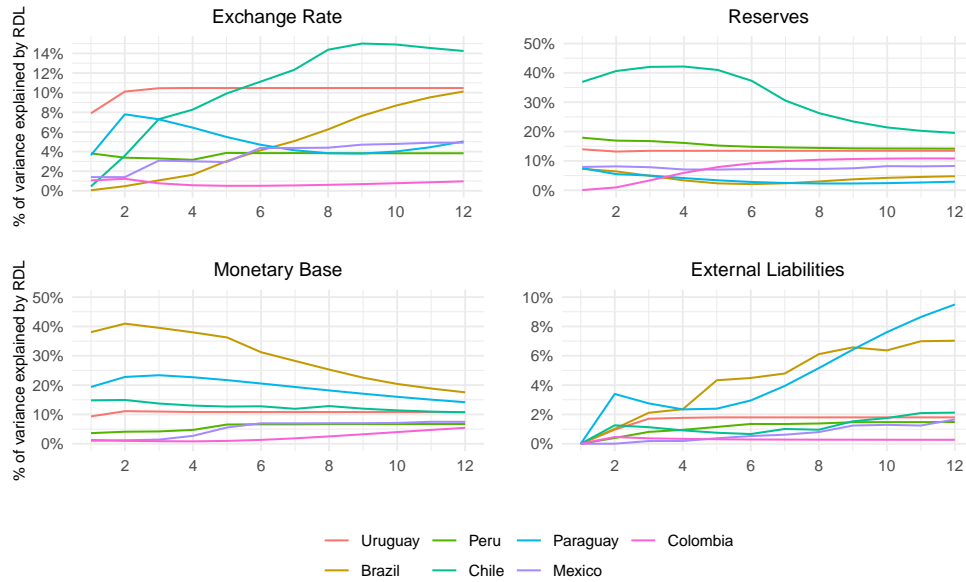 Exchange Rate
% of variance explained by RDL
14%
12%
10%
8%
6%
4%
2%
0%
2 4 6 8 10 12
Reserves
50%
40%
30%
20%
10%
0%
2 4 6 8 10 12
Monetary Base
% of variance explained by RDL
50%
40%
30%
20%
10%
0%
2 4 6 8 10 12
External Liabilities
10%
8%
6%
4%
2%
0%
2 4 6 8 10 12
Uruguay Peru Paraguay Colombia
Brazil Chile Mexico